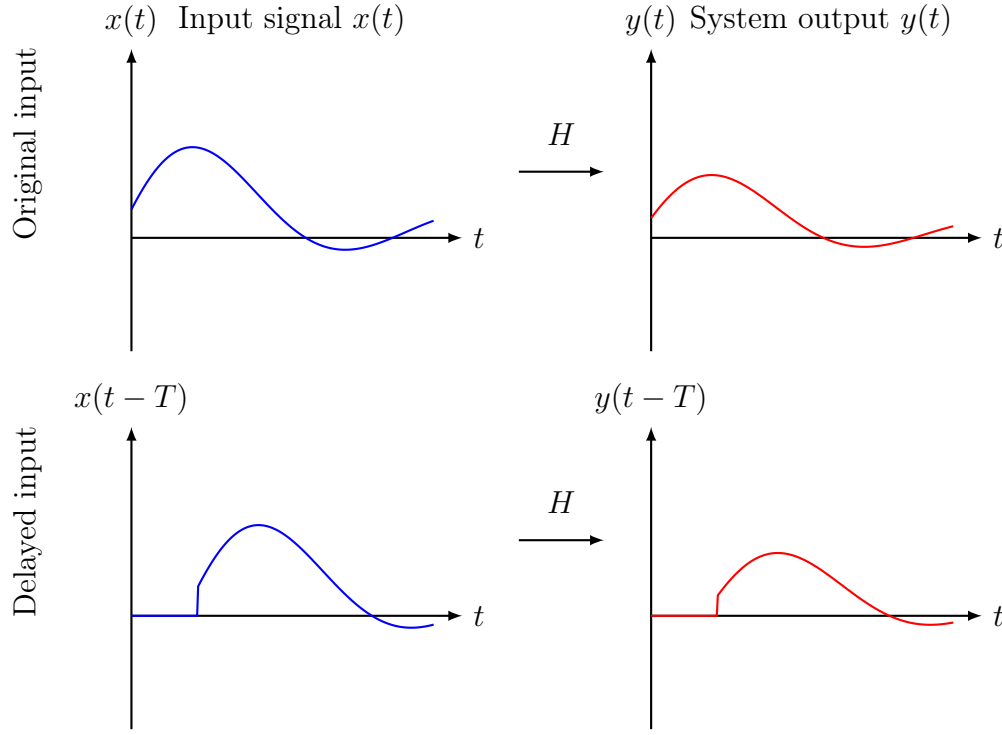 x(t) Input signal x(t)
y(t) System output y(t)
Original input
H
t
t
x(t − T)
y(t − T)
Delayed input
H
t
t